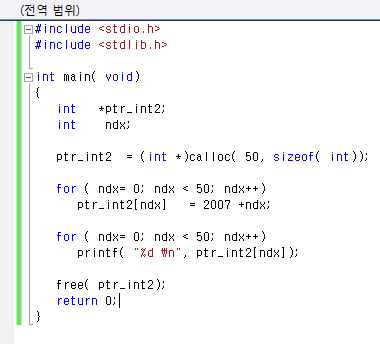 (전역 범위)
#include <stdio.h>
#include <stdlib.h>
int main( void)
{
int *ptr_int2;
int ndx;
ptr_int2 = (int *)calloc( 50, sizeof( int));
for ( ndx= 0; ndx < 50; ndx++)
ptr_int2[ndx] = 2007 +ndx;
for ( ndx= 0; ndx < 50; ndx++)
printf( "%d ₩n", ptr_int2[ndx]);
free( ptr_int2);
return 0;
}